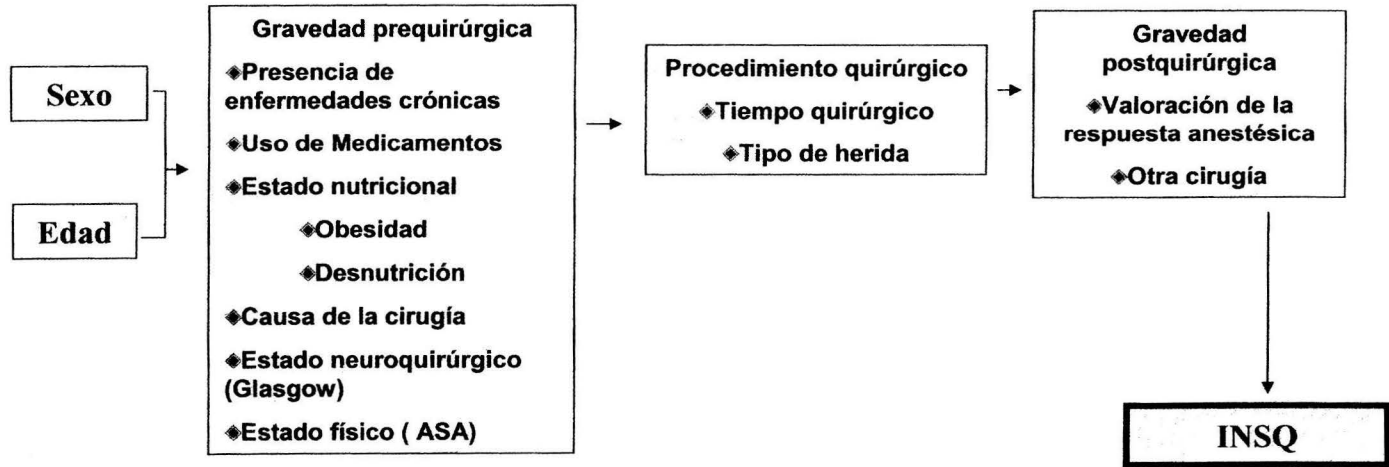 Sexo
Edad
Gravedad prequirúrgica
◈Presencia de
enfermedades crónicas
◈Uso de Medicamentos
◈Estado nutricional
◈Obesidad
◈Desnutrición
◈Causa de la cirugía
◈Estado neuroquirúrgico
(Glasgow)
◈Estado físico ( ASA)
Procedimiento quirúrgico
◈Tiempo quirúrgico
◈Tipo de herida
Gravedad
postquirúrgica
◈Valoración de la
respuesta anestésica
◈Otra cirugía
INSQ